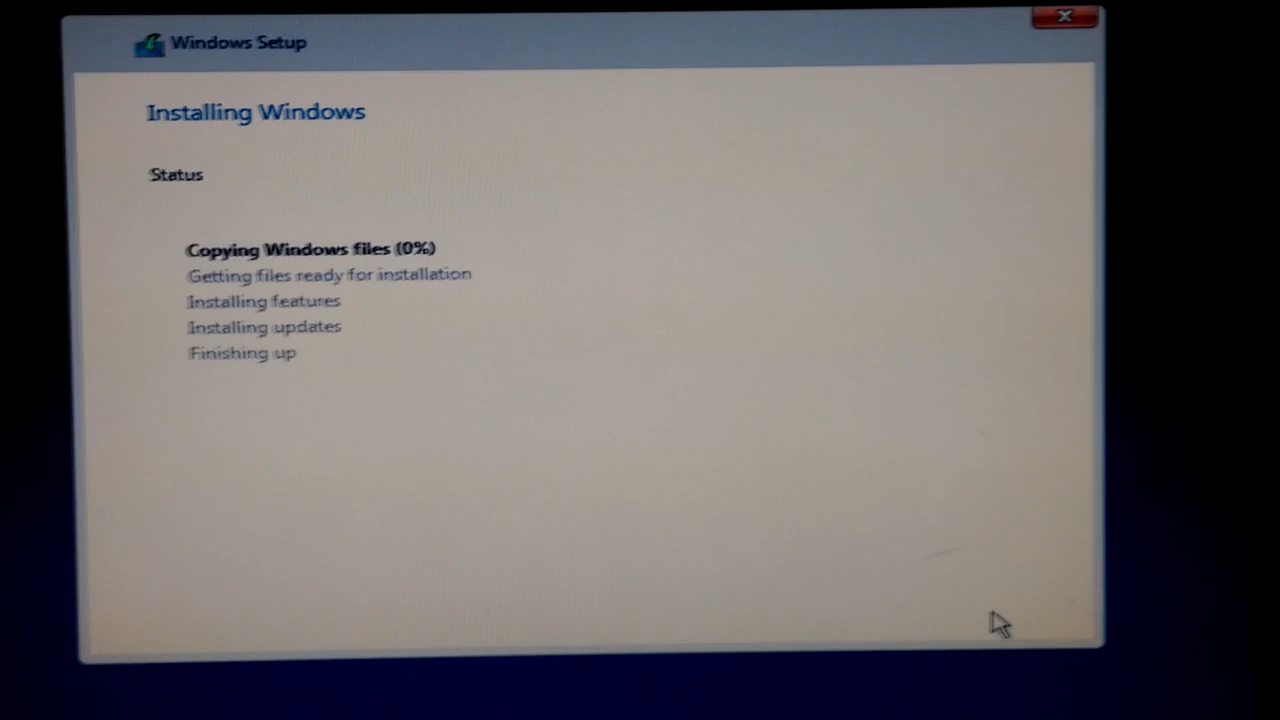 Windows Setup
Installing Windows
Status
Copying Windows files (0%)
Getting files ready for installation
Installing features
Installing updates
Finishing up